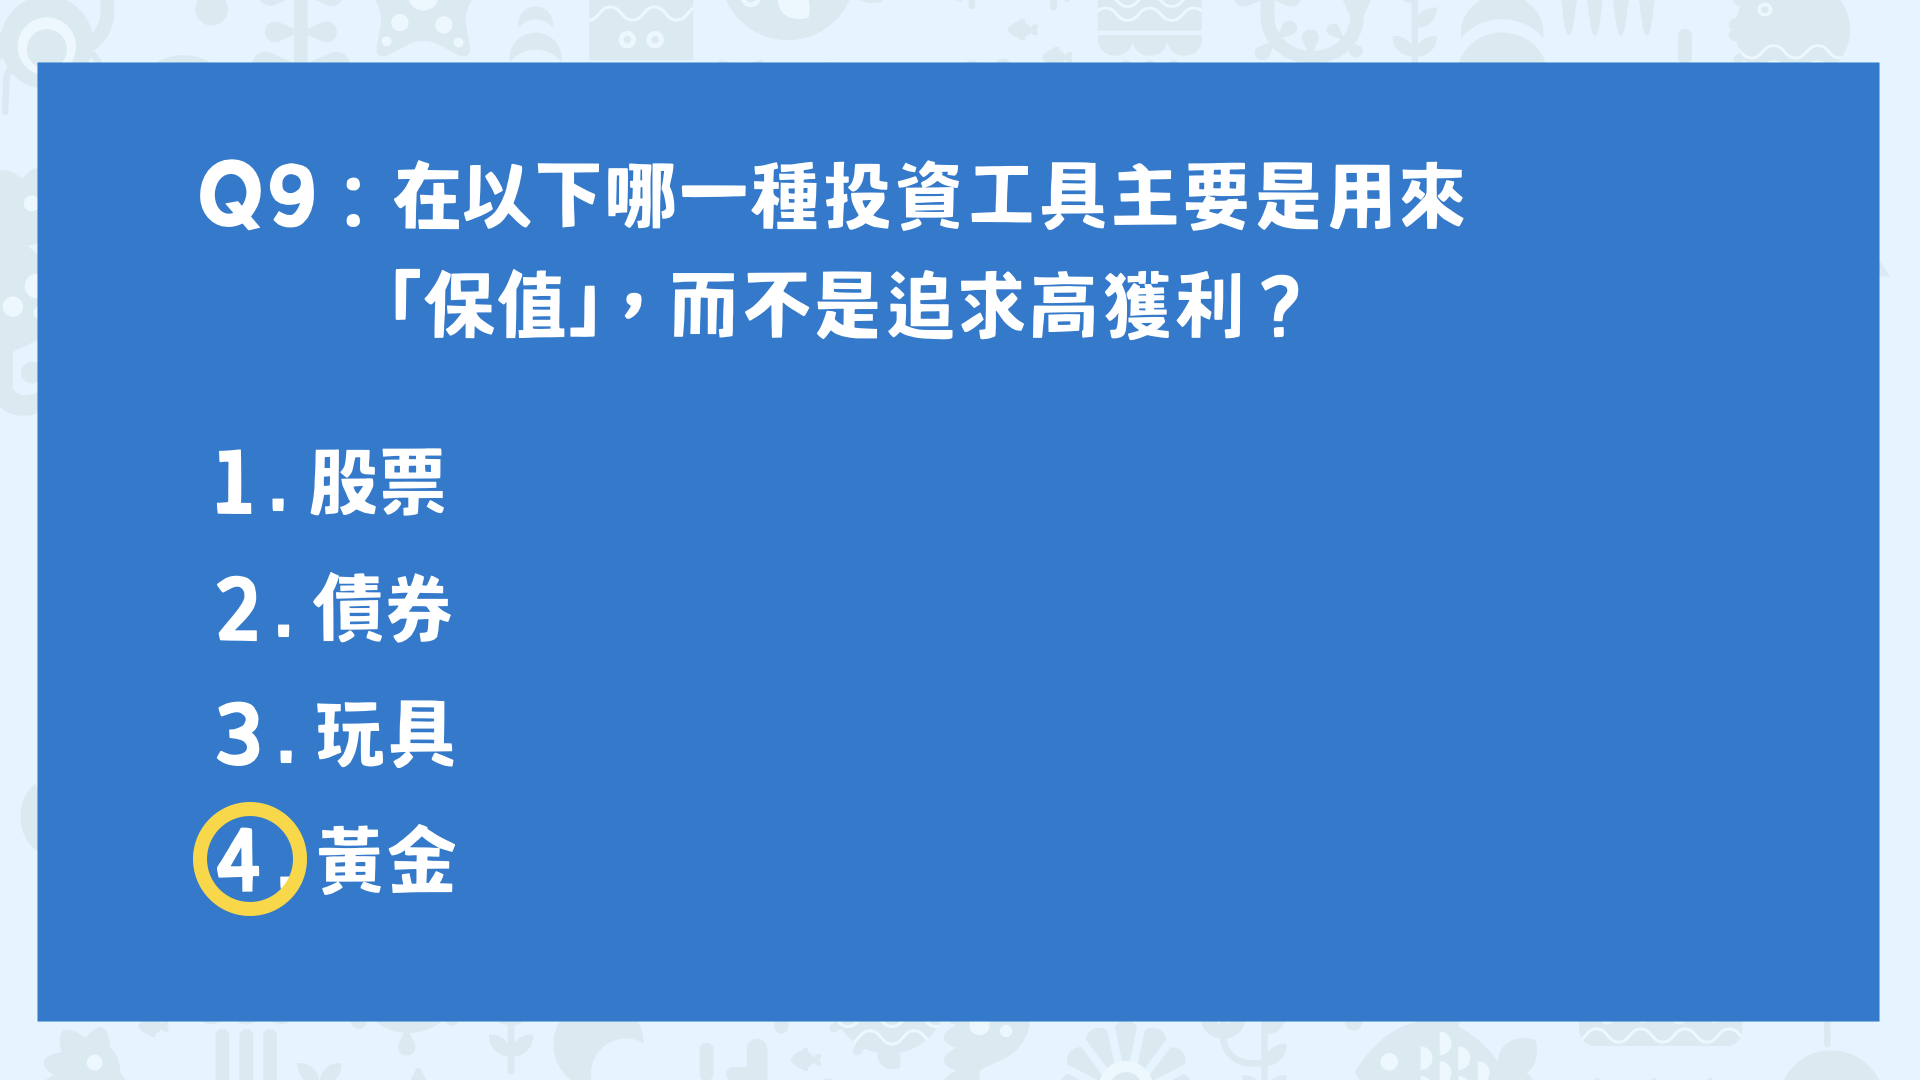 Q9：在以下哪一種投資工具主要是用來
「保值」，而不是追求高獲利？
1.股票
2.債券
3.玩具
4.黃金